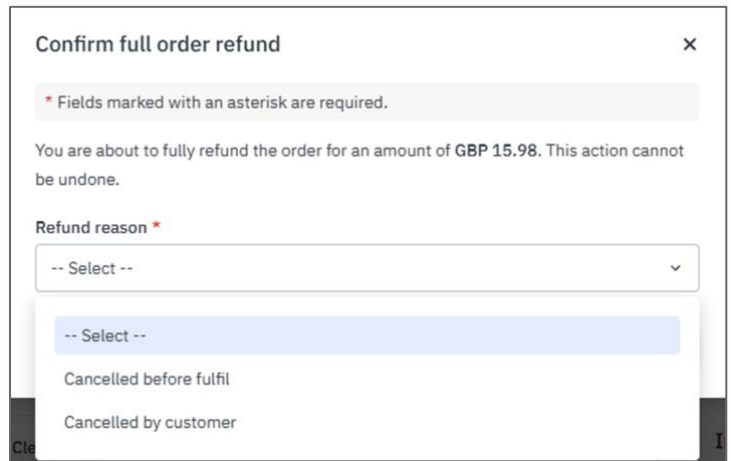 Confirm full order refund
* Fields marked with an asterisk are required.
You are about to fully refund the order for an amount of GBP 15.98. This action cannot
be undone.
Refund reason *
-- Select --
-- Select --
Cancelled before fulfil
Cancelled by customer